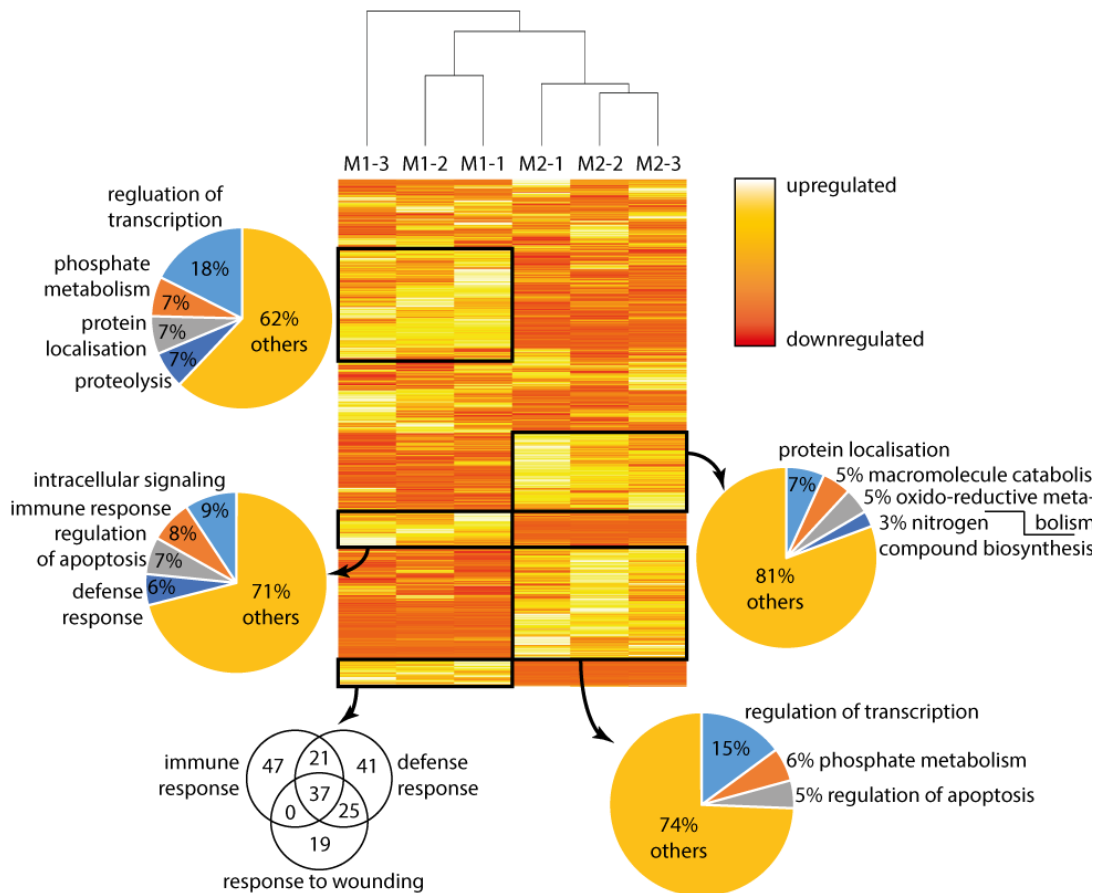 M1-3 M1-2 M1-1 M2-1 M2-2 M2-3
upregulated
downregulated
regluation of
transcription
phosphate
metabolism
protein
localisation
proteolysis
18%
7%
7%
7%
62%
others
intracellular signaling
immune response
regulation
of apoptosis
defense
response
9%
8%
7%
6%
71%
others
protein localisation
7%
5% macromolecule catabolis
5% oxido-reductive meta-
3% nitrogen bolism
compound biosynthesis
81%
others
immune
response
47
21
41
defense
response
37
0
25
19
response to wounding
regulation of transcription
15%
6% phosphate metabolism
5% regulation of apoptosis
74%
others